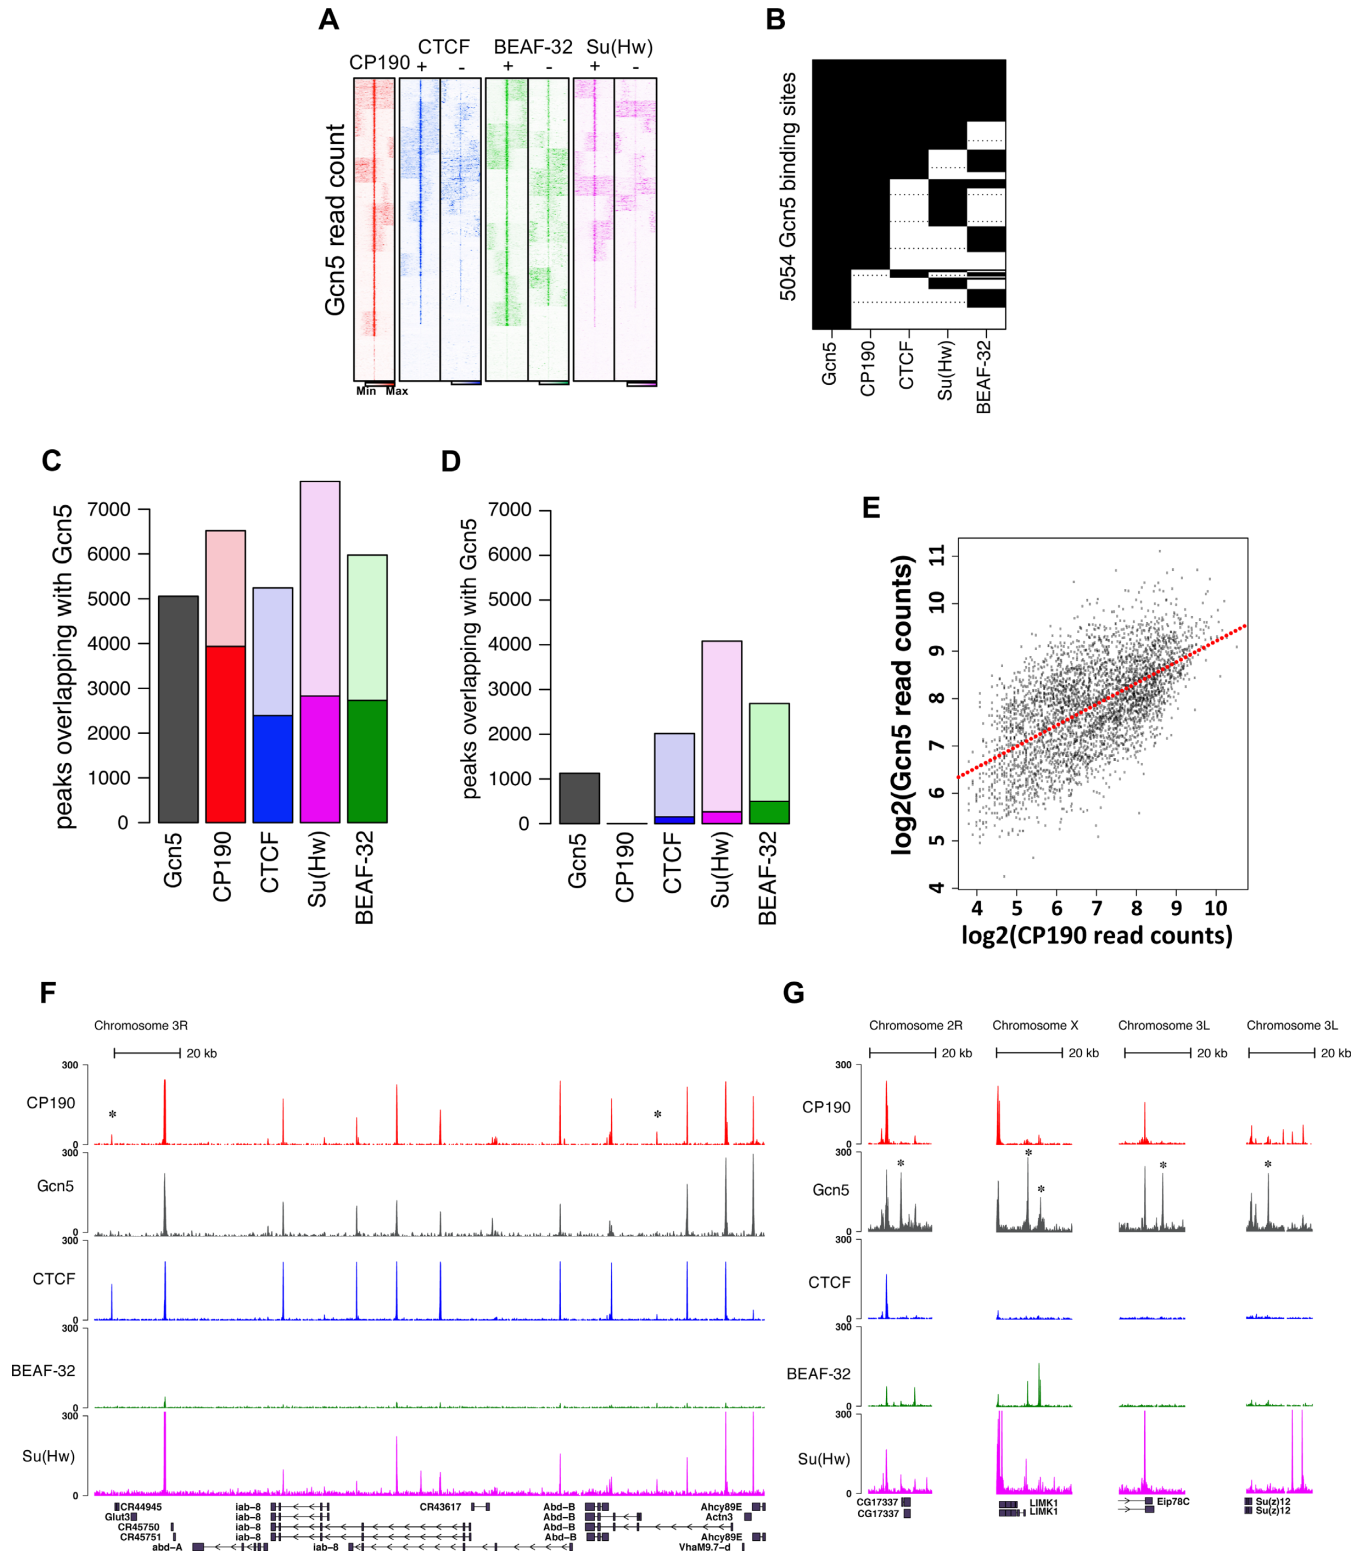 A
CTCF BEAF-32 Su(Hw)
CP190 + - + - + -
Gcn5 read count
Min Max
B
5054 Gcn5 binding sites
Gcn5
CP190
CTCF
Su(Hw)
BEAF-32
C
peaks overlapping with Gcn5
7000
6000
5000
4000
3000
2000
1000
0
Gcn5
CP190
CTCF
Su(Hw)
BEAF-32
D
peaks overlapping with Gcn5
7000
6000
5000
4000
3000
2000
1000
0
Gcn5
CP190
CTCF
Su(Hw)
BEAF-32
E
log2(Gcn5 read counts)
11
10
9
8
7
6
5
4
4 5 6 7 8 9 10
log2(CP190 read counts)
F
Chromosome 3R
20 kb
300
CP190
* *
0
300
Gcn5
0
300
CTCF
0
300
BEAF-32
0
300
Su(Hw)
0
CR44945 iab-8 CR43617 Abd-B Ahcy89E
Glut3 iab-8 Abd-B Actn3
CR45750 iab-8 Abd-B
CR45751 iab-8 Abd-B Ahcy89E
abd-A iab-8 VhaM9.7-d
G
Chromosome 2R Chromosome X Chromosome 3L Chromosome 3L
20 kb 20 kb 20 kb 20 kb
300
CP190
0
300
* * * * *
Gcn5
0
300
CTCF
0
300
BEAF-32
0
300
Su(Hw)
0
CG17337 LIMK1 Eip78C Su(z)12
CG17337 LIMK1 Su(z)12